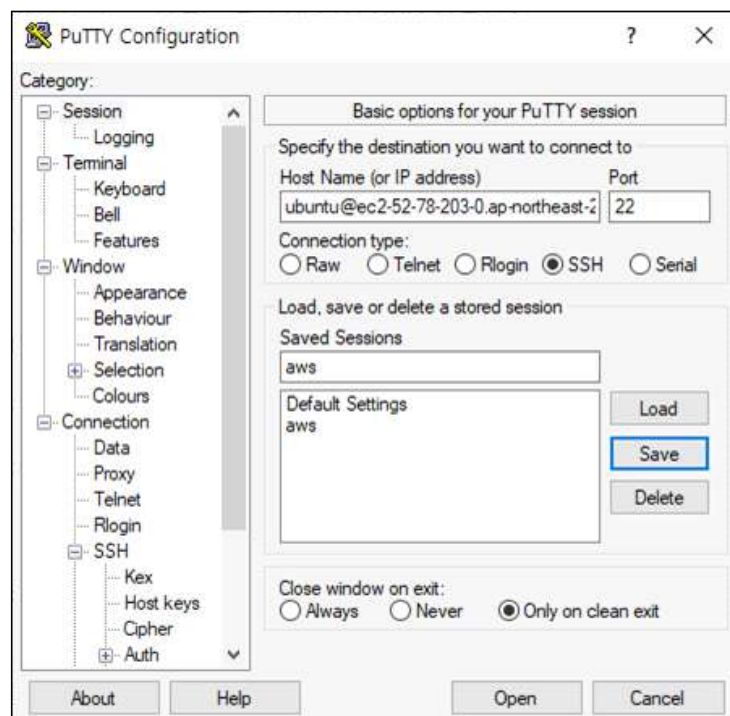 PuTTY Configuration
?
Category:
Session
Logging
Terminal
Keyboard
Bell
Features
Window
Appearance
Behaviour
Translation
Selection
Colours
Connection
Data
Proxy
Telnet
Rlogin
SSH
Kex
Host keys
Cipher
Auth
Basic options for your PuTTY session
Specify the destination you want to connect to
Host Name (or IP address) Port
ubuntu@ec2-52-78-203-0.ap-northeast-2 22
Connection type:
Raw Telnet Rlogin SSH Serial
Load, save or delete a stored session
Saved Sessions
aws
Default Settings
aws
Load
Save
Delete
Close window on exit:
Always Never Only on clean exit
About Help Open Cancel